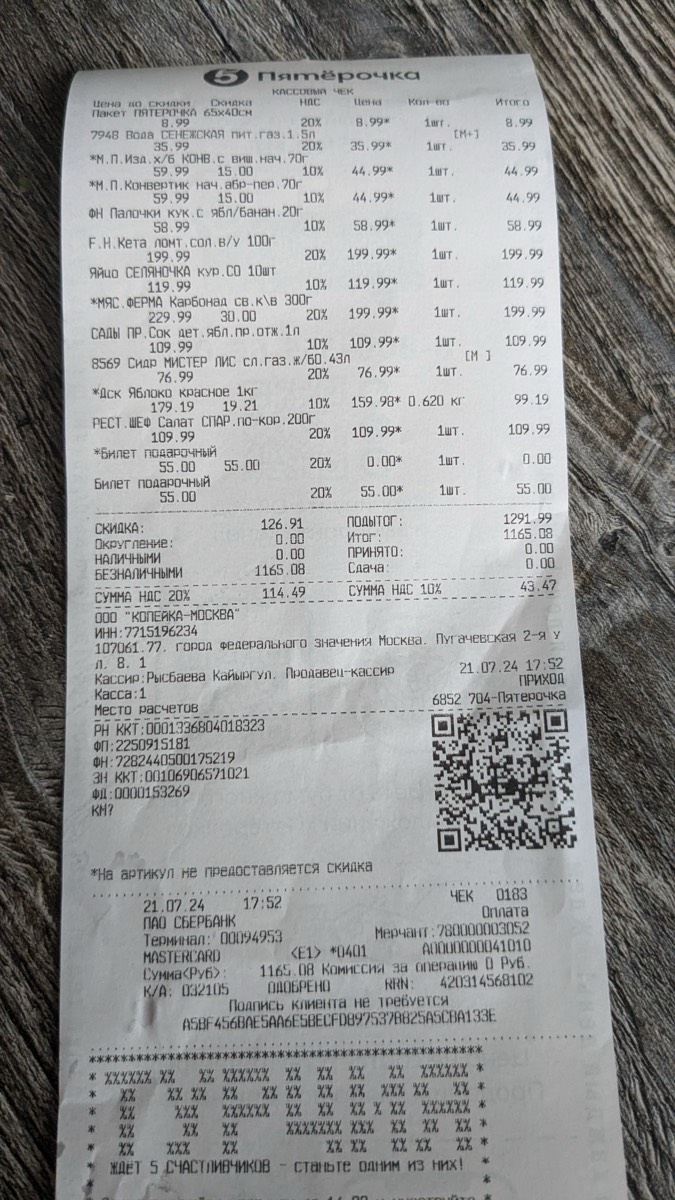 5 Пятёрочка
КАССОВЫЙ ЧЕК
Цена до скидки Скидка НДС Цена Кол-во Итого
Пакет ПЯТЕРОЧКА 65х40см
8.99 20% 8.99* 1шт. 8.99
7948 Вода СЕНЕЖСКАЯ пит.газ.1.5л [M+]
35.99 20% 35.99* 1шт. 35.99
*М.П.Изд.х/б КОНВ.с виш.нач.70г
59.99 15.00 10% 44.99* 1шт. 44.99
*М.П.Конвертик нач.абр-пер.70г
59.99 15.00 10% 44.99* 1шт. 44.99
ФН Палочки кук.с ябл/банан.20г
58.99 10% 58.99* 1шт. 58.99
F.H.Кета ломт.сол.в/у 100г
199.99 20% 199.99* 1шт. 199.99
Яйцо СЕЛЯНОЧКА кур.СО 10шт
119.99 10% 119.99* 1шт. 119.99
*МЯС.ФЕРМА Карбонад св.к\в 300г
229.99 30.00 20% 199.99* 1шт. 199.99
САДЫ ПР.Сок дет.ябл.пр.отж.1л
109.99 10% 109.99* 1шт. 109.99
8569 Сидр МИСТЕР ЛИС сл.газ.ж/б0.43л [M ]
76.99 20% 76.99* 1шт. 76.99
*Дск Яблоко красное 1кг
179.19 19.21 10% 159.98* 0.620 кг 99.19
РЕСТ.ШЕФ Салат СПАР.по-кор.200г
109.99 20% 109.99* 1шт. 109.99
*Билет подарочный
55.00 55.00 20% 0.00* 1шт. 0.00
Билет подарочный
55.00 20% 55.00* 1шт. 55.00
СКИДКА: 126.91 ПОДЫТОГ: 1291.99
Округление: 0.00 Итог: 1165.08
НАЛИЧНЫМИ 0.00 ПРИНЯТО: 0.00
БЕЗНАЛИЧНЫМИ 1165.08 Сдача: 0.00
СУММА НДС 20% 114.49 СУММА НДС 10% 43.47
ООО "КОПЕЙКА-МОСКВА"
ИНН:7715196234
107061.77. город федерального значения Москва. Пугачевская 2-я у
л. 8. 1
Кассир:Рысбаева Кайыргул. Продавец-кассир 21.07.24 17:52
Касса:1 ПРИХОД
Место расчетов 6852 704-Пятерочка
РН ККТ:0001336804018323
ФП:2250915181
ФН:7282440500175219
ЗН ККТ:00106906571021
ФД:0000153269
КМ?
*На артикул не предоставляется скидка
21.07.24 17:52 ЧЕК 0183
ПАО СБЕРБАНК Оплата
Терминал: 00094953 Мерчант:780000003052
MASTERCARD <E1> *0401 A0000000041010
Сумма<Руб>: 1165.08 Комиссия за операцию 0 Руб.
К/А: 032105 ОДОБРЕНО RRN: 420314568102
Подпись клиента не требуется
A5BF456BAE5AA6E5BECFD897537B825A5CBA133E
* ЖДЁТ 5 СЧАСТЛИВЧИКОВ - станьте одним из них! *